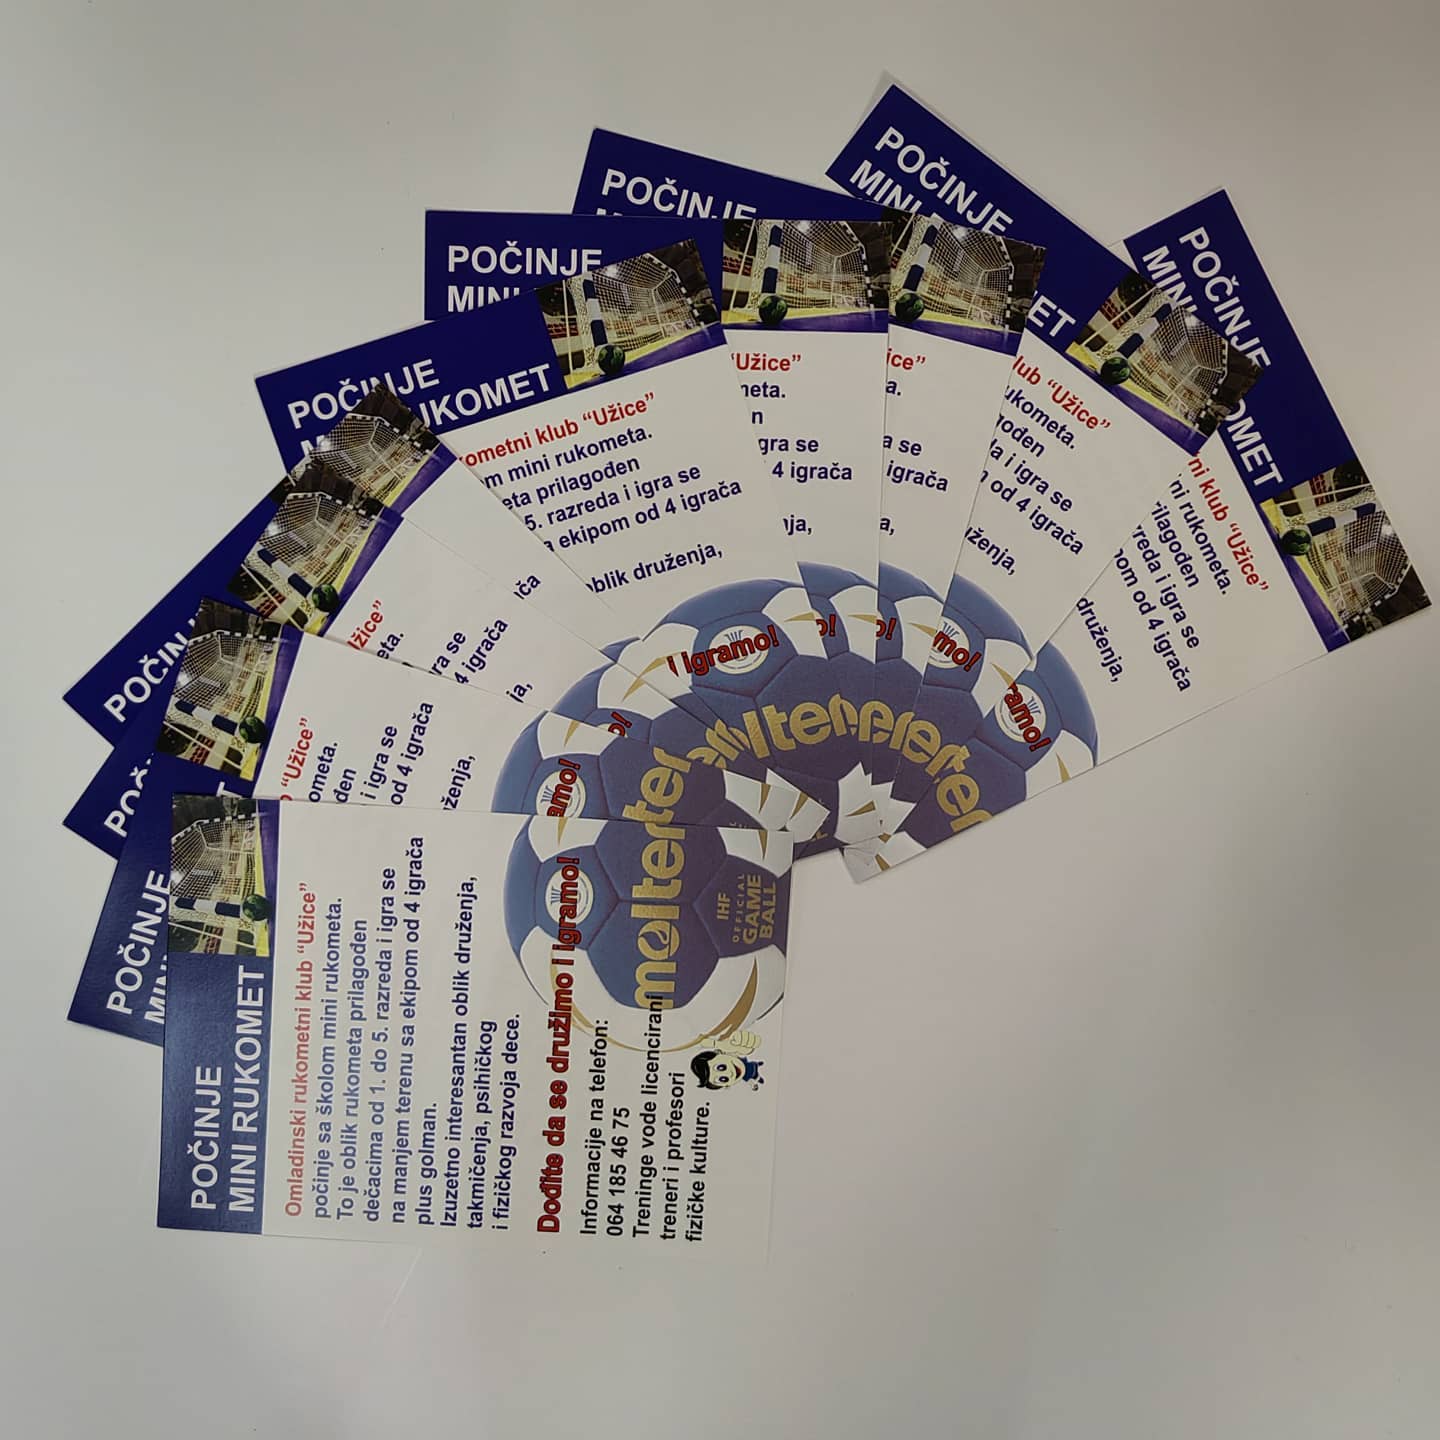 POČINJE
MINI RUKOMET
Omladinski rukometni klub “Užice”
počinje sa školom mini rukometa.
To je oblik rukometa prilagođen
dečacima od 1. do 5. razreda i igra se
na manjem terenu sa ekipom od 4 igrača
plus golman.
Izuzetno interesantan oblik druženja,
takmičenja, psihičkog
i fizičkog razvoja dece.
Dođite da se družimo i igramo!
Informacije na telefon:
064 185 46 75
Treninge vode licencirani
treneri i profesori
fizičke kulture.
molten
IHF
OFFICIAL
GAME
BALL